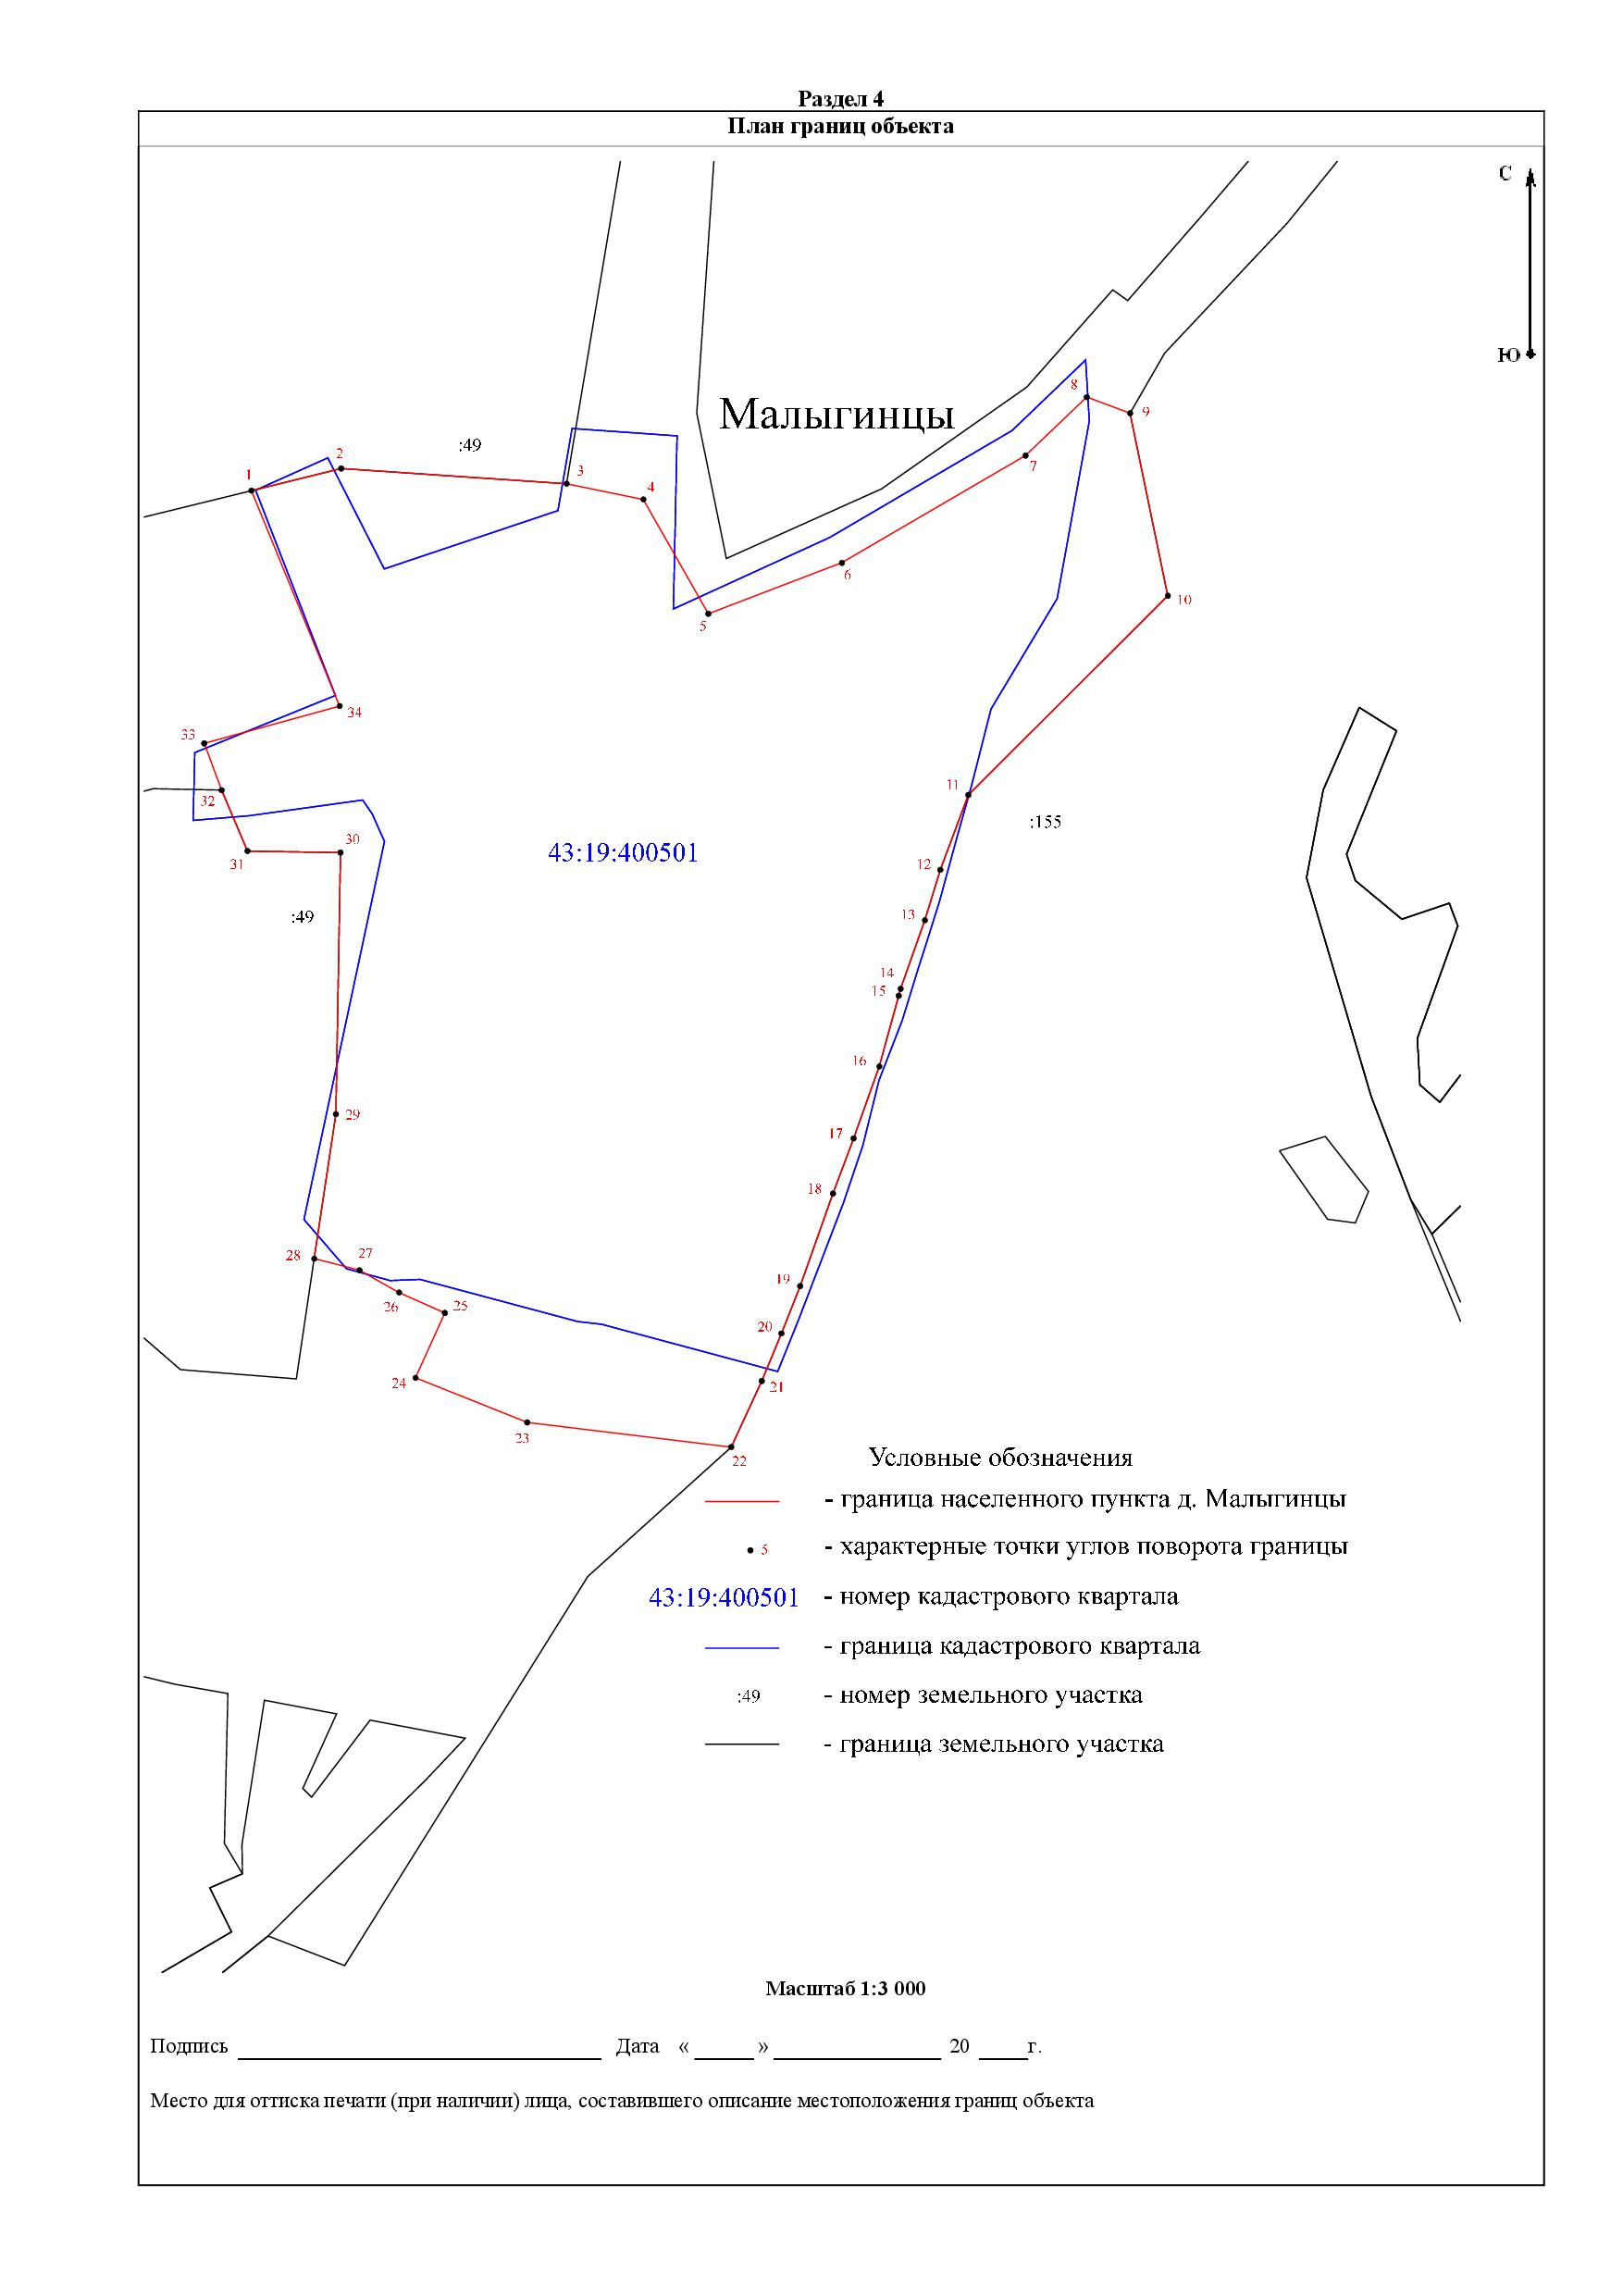 Раздел 4
План границ объекта
С
Ю
Малыгинцы
:49
1
2
3
4
5
6
7
8
9
10
34
33
32
31
30
11
:155
43:19:400501
12
13
:49
14
15
16
29
17
18
28
27
26
25
19
20
24
21
23
22
Условные обозначения
- граница населенного пункта д. Малыгинцы
5 - характерные точки углов поворота границы
43:19:400501 - номер кадастрового квартала
- граница кадастрового квартала
:49 - номер земельного участка
- граница земельного участка
Масштаб 1:3 000
Подпись ____ Дата « ____ » ____ 20 ____ г.
Место для оттиска печати (при наличии) лица, составившего описание местоположения границ объекта